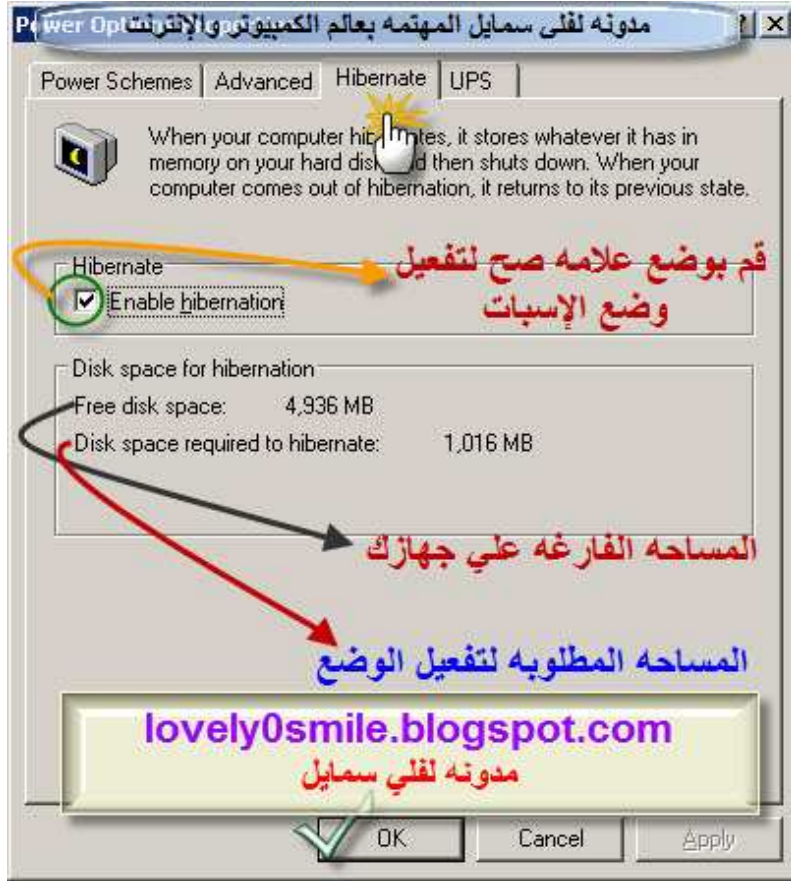 مدونه لفلى سمايل المهتمه بعالم الكمبيوتر والإنترنت
Power Schemes Advanced Hibernate UPS
When your computer hibernates, it stores whatever it has in
memory on your hard disk and then shuts down. When your
computer comes out of hibernation, it returns to its previous state.
Hibernate
قم بوضع علامه صح لتفعيل
Enable hibernation
وضع الإسبات
Disk space for hibernation
Free disk space: 4,936 MB
Disk space required to hibernate: 1,016 MB
المساحه الفارغه علي جهازك
المساحه المطلوبه لتفعيل الوضع
lovely0smile.blogspot.com
مدونه لفلي سمايل
OK Cancel Apply